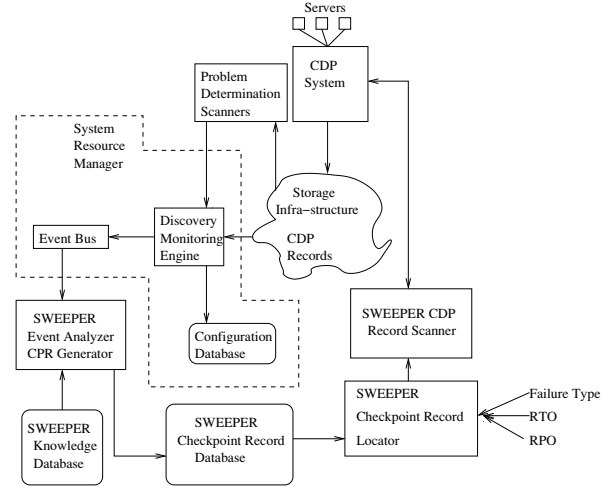 Servers
CDP
System
Problem
Determination
Scanners
System
Resource
Manager
Storage
Infra-structure
CDP
Records
Discovery
Monitoring
Engine
Event Bus
Configuration
Database
SWEEPER
Event Analyzer
CPR Generator
SWEEPER CDP
Record Scanner
SWEEPER
Knowledge
Database
SWEEPER
Checkpoint Record
Database
SWEEPER
Checkpoint Record
Locator
Failure Type
RTO
RPO